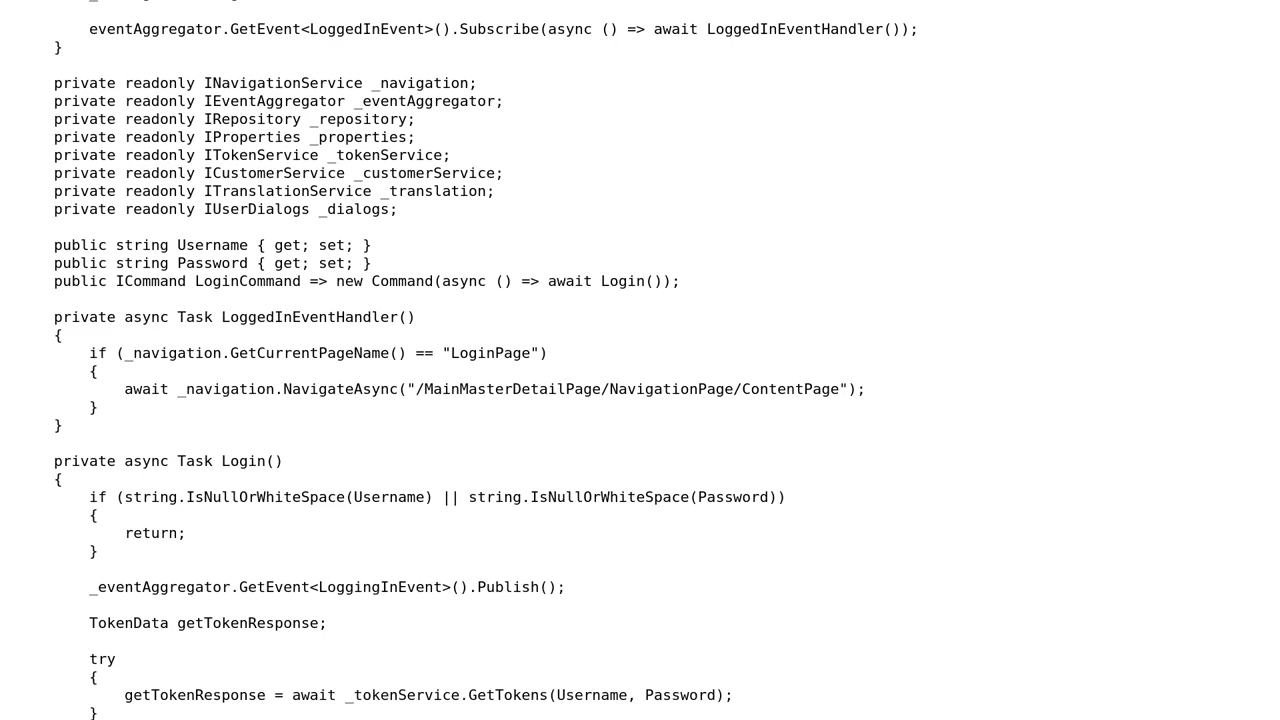 eventAggregator.GetEvent<LoggedInEvent>().Subscribe(async () => await LoggedInEventHandler());
}
private readonly INavigationService _navigation;
private readonly IEventAggregator _eventAggregator;
private readonly IRepository _repository;
private readonly IProperties _properties;
private readonly ITokenService _tokenService;
private readonly ICustomerService _customerService;
private readonly ITranslationService _translation;
private readonly IUserDialogs _dialogs;
public string Username { get; set; }
public string Password { get; set; }
public ICommand LoginCommand => new Command(async () => await Login());
private async Task LoggedInEventHandler()
{
if (_navigation.GetCurrentPageName() == "LoginPage")
{
await _navigation.NavigateAsync("/MainMasterDetailPage/NavigationPage/ContentPage");
}
}
private async Task Login()
{
if (string.IsNullOrWhiteSpace(Username) || string.IsNullOrWhiteSpace(Password))
{
return;
}
_eventAggregator.GetEvent<LoggingInEvent>().Publish();
TokenData getTokenResponse;
try
{
getTokenResponse = await _tokenService.GetTokens(Username, Password);
}